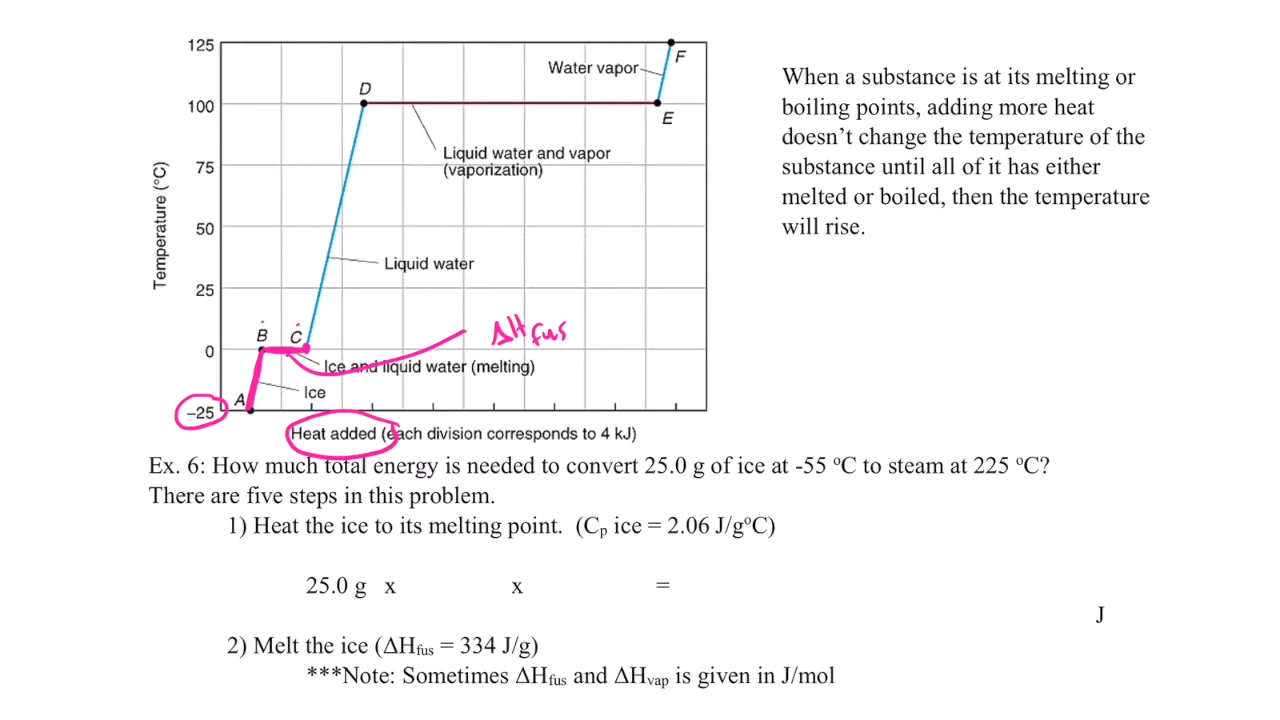 125
F
Water vapor
When a substance is at its melting or
boiling points, adding more heat
doesn’t change the temperature of the
substance until all of it has either
melted or boiled, then the temperature
will rise.
D
100
E
Liquid water and vapor
(vaporization)
75
Temperature (°C)
50
Liquid water
25
ΔHfus
B
C
0
Ice and liquid water (melting)
Ice
A
–25
Heat added (each division corresponds to 4 kJ)
Ex. 6: How much total energy is needed to convert 25.0 g of ice at -55 °C to steam at 225 °C?
There are five steps in this problem.
1) Heat the ice to its melting point. (Cp ice = 2.06 J/g°C)
25.0 g x x =
J
2) Melt the ice (ΔHfus = 334 J/g)
***Note: Sometimes ΔHfus and ΔHvap is given in J/mol